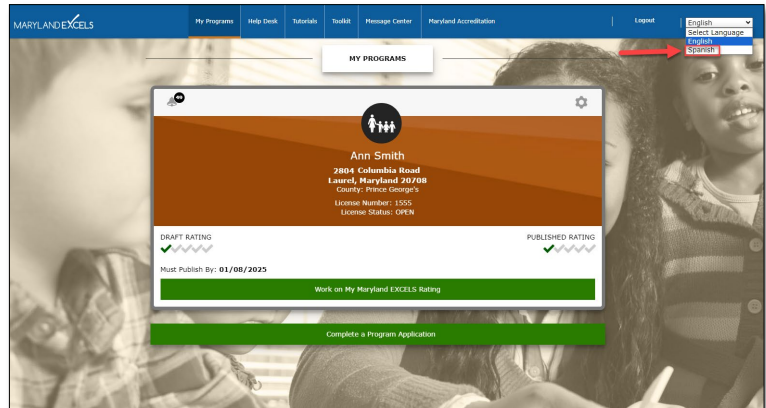 MARYLAND EXCELS
My Programs
Help Desk
Tutorials
Toolkit
Message Center
Maryland Accreditation
Logout
English
Select Language
English
Spanish
MY PROGRAMS
Ann Smith
2804 Columbia Road
Laurel, Maryland 20708
County: Prince George's
License Number: 1555
License Status: OPEN
DRAFT RATING
PUBLISHED RATING
Must Publish By: 01/08/2025
Work on My Maryland EXCELS Rating
Complete a Program Application